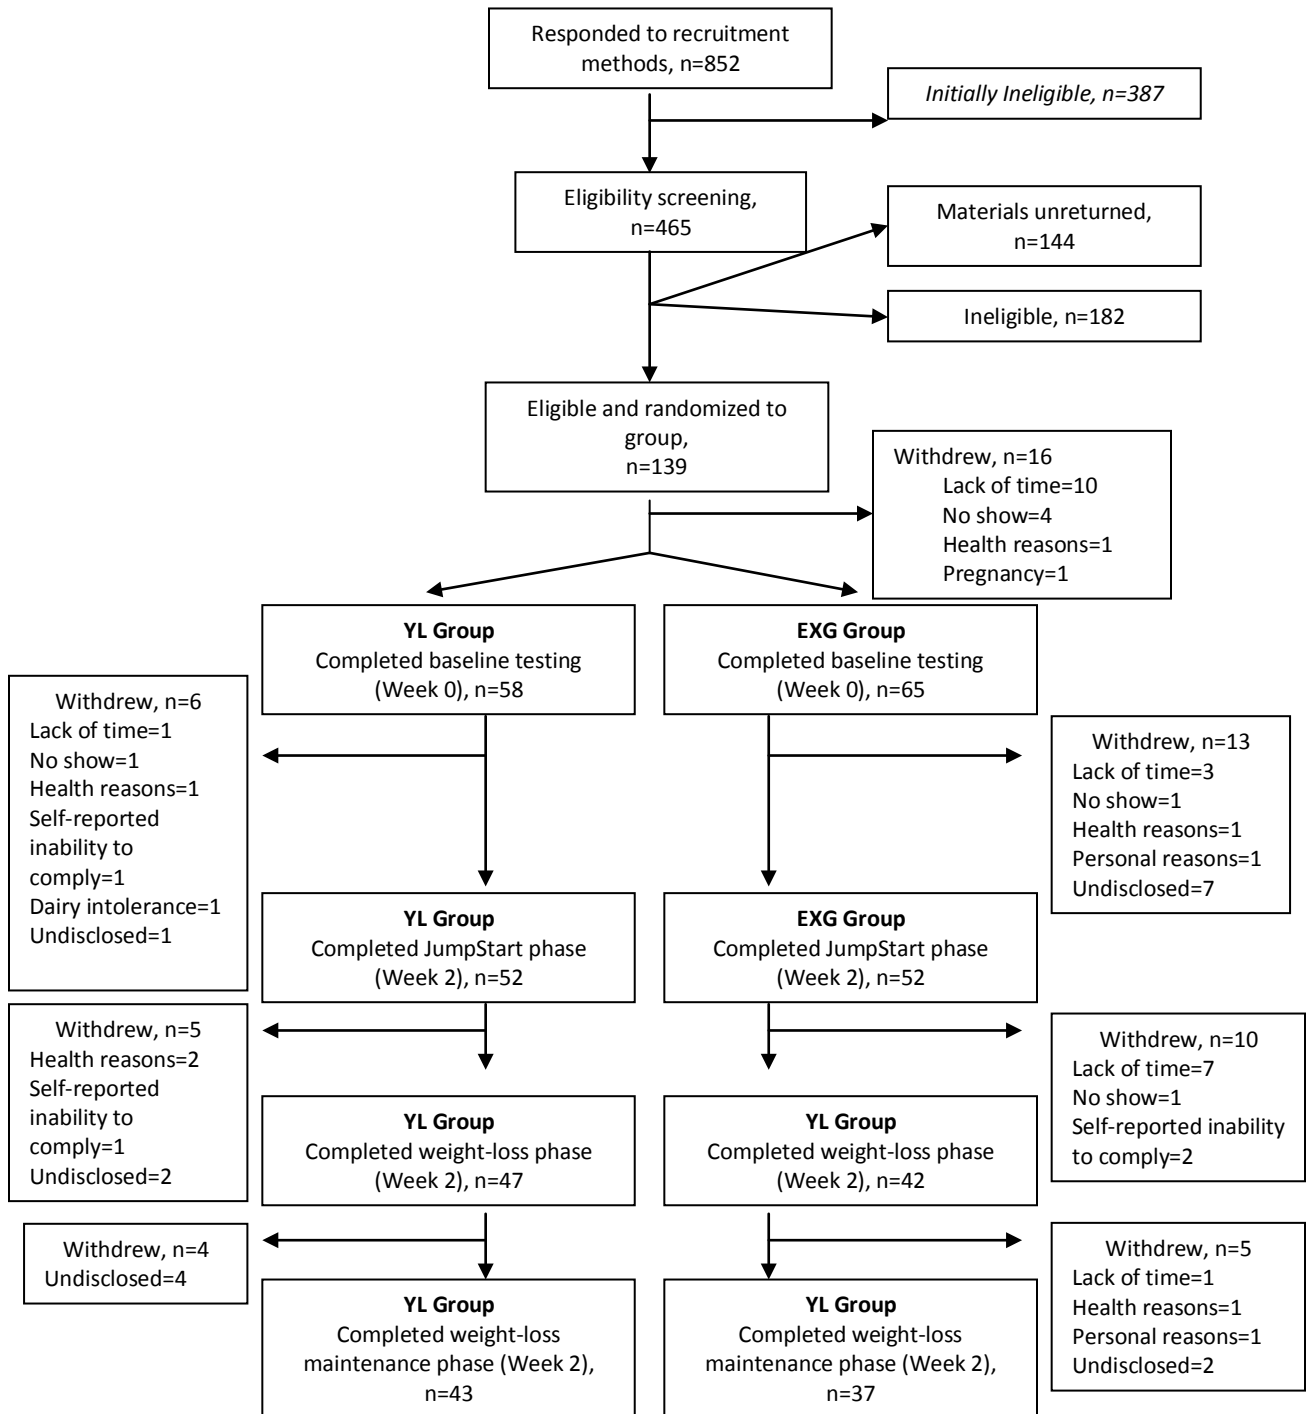 Responded to recruitment
methods, n=852
Initially Ineligible, n=387
Eligibility screening,
n=465
Materials unreturned,
n=144
Ineligible, n=182
Eligible and randomized to
group,
n=139
Withdrew, n=16
Lack of time=10
No show=4
Health reasons=1
Pregnancy=1
YL Group
Completed baseline testing
(Week 0), n=58
EXG Group
Completed baseline testing
(Week 0), n=65
Withdrew, n=6
Lack of time=1
No show=1
Health reasons=1
Self-reported
inability to
comply=1
Dairy intolerance=1
Undisclosed=1
Withdrew, n=13
Lack of time=3
No show=1
Health reasons=1
Personal reasons=1
Undisclosed=7
YL Group
Completed JumpStart phase
(Week 2), n=52
EXG Group
Completed JumpStart phase
(Week 2), n=52
Withdrew, n=5
Health reasons=2
Self-reported
inability to
comply=1
Undisclosed=2
Withdrew, n=10
Lack of time=7
No show=1
Self-reported inability
to comply=2
YL Group
Completed weight-loss phase
(Week 2), n=47
YL Group
Completed weight-loss phase
(Week 2), n=42
Withdrew, n=4
Undisclosed=4
Withdrew, n=5
Lack of time=1
Health reasons=1
Personal reasons=1
Undisclosed=2
YL Group
Completed weight-loss
maintenance phase (Week 2),
n=43
YL Group
Completed weight-loss
maintenance phase (Week 2),
n=37